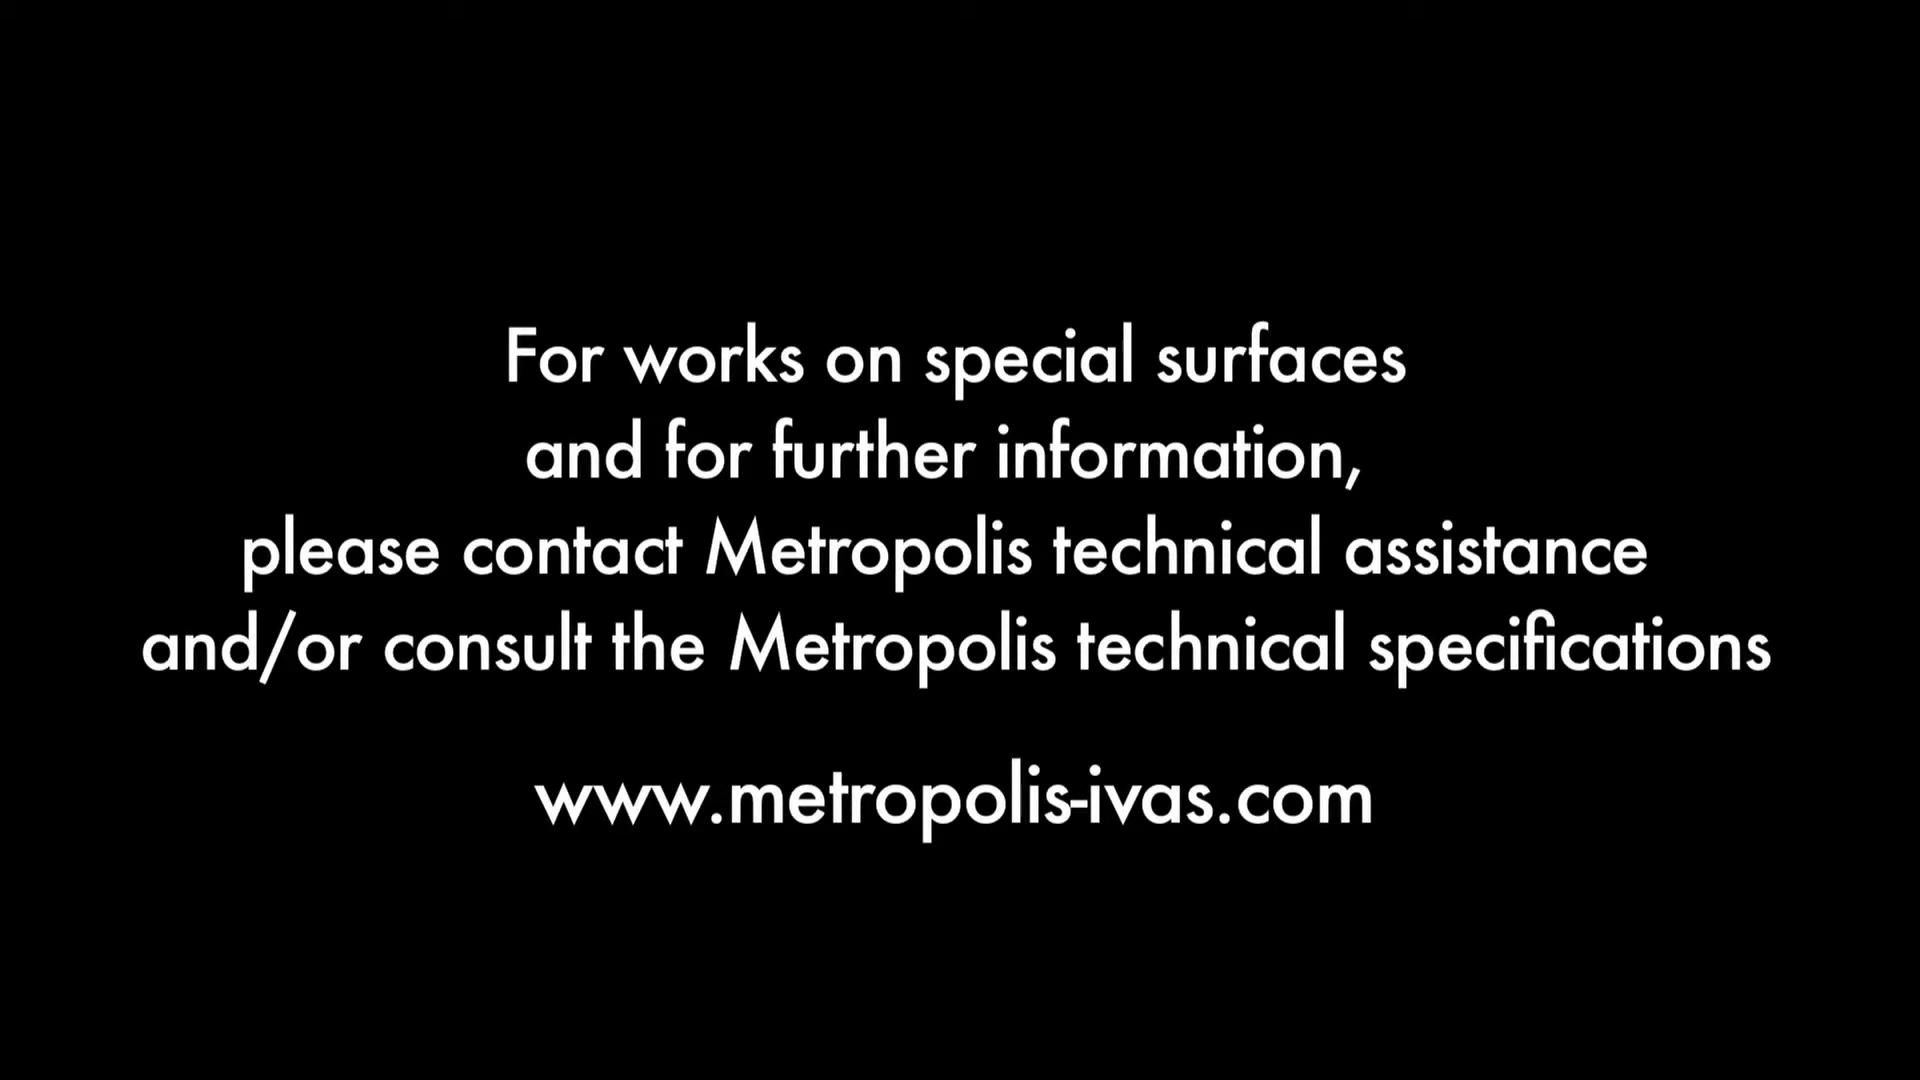 For works on special surfaces
and for further information,
please contact Metropolis technical assistance
and/or consult the Metropolis technical specifications
www.metropolis-ivas.com